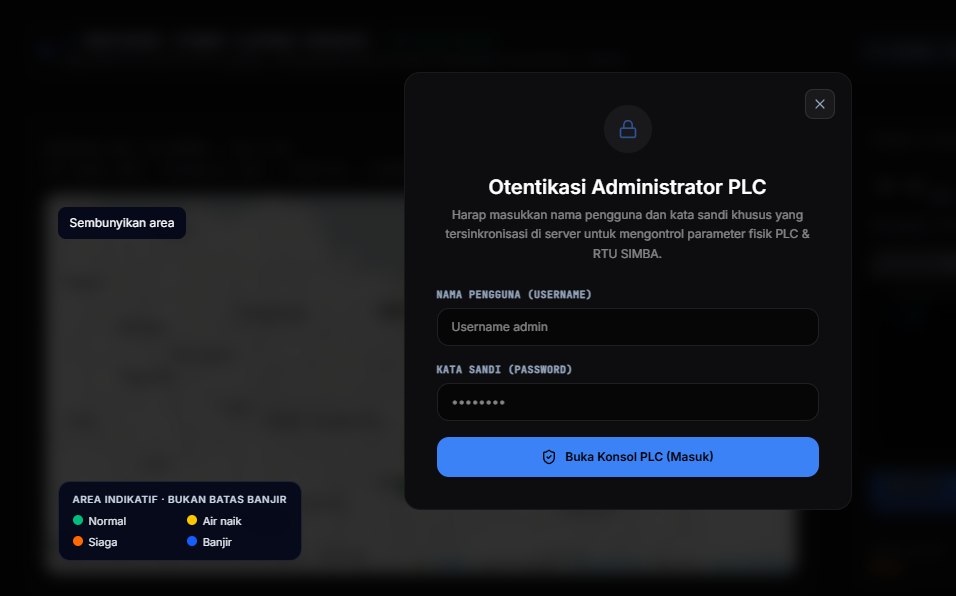 Sembunyikan area
Otentikasi Administrator PLC
Harap masukkan nama pengguna dan kata sandi khusus yang
tersinkronisasi di server untuk mengontrol parameter fisik PLC &
RTU SIMBA.
NAMA PENGGUNA (USERNAME)
Username admin
KATA SANDI (PASSWORD)
••••••••
Buka Konsol PLC (Masuk)
AREA INDIKATIF · BUKAN BATAS BANJIR
Normal
Air naik
Siaga
Banjir